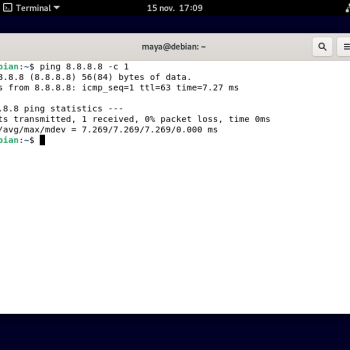 Terminal
15 nov. 17:09
maya@debian: ~
bian:~$ ping 8.8.8.8 -c 1
8.8.8 (8.8.8.8) 56(84) bytes of data.
s from 8.8.8.8: icmp_seq=1 ttl=63 time=7.27 ms
.8.8 ping statistics ---
ts transmitted, 1 received, 0% packet loss, time 0ms
/avg/max/mdev = 7.269/7.269/7.269/0.000 ms
bian:~$